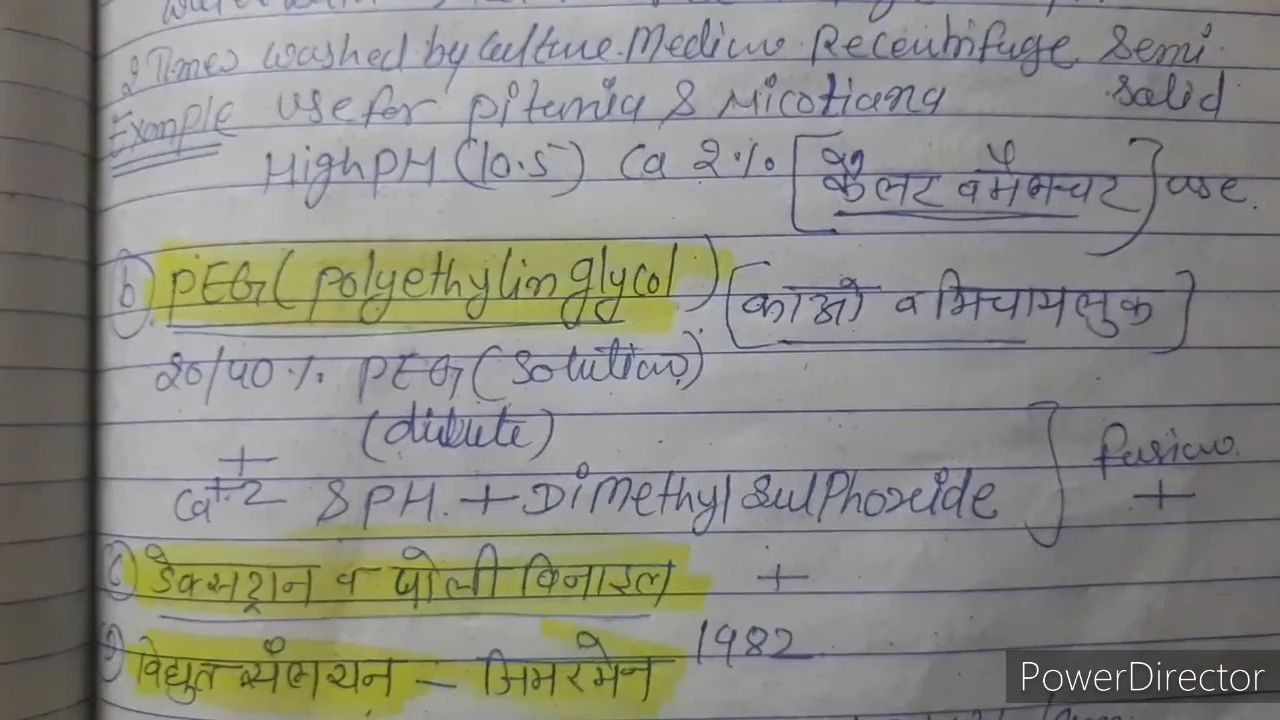 2 Times washed by culture Medium Recentrifuge Semi
Solid
Example use for pitunia & Nicotiana
High PH (10.5) Ca 2% [कैलर व मैलचर] use.
b) PEG (polyethylin glycol) [काओ व मिचायलुक]
20/40% PEG (solution)
(dilute)
+
Ca+2 8 PH. + DiMethyl SulPhoxide] fusion
+
c) डेक्सट्रान व पोली विनाइल +
विद्युत संलयन - जिमरमेन 1982
PowerDirector